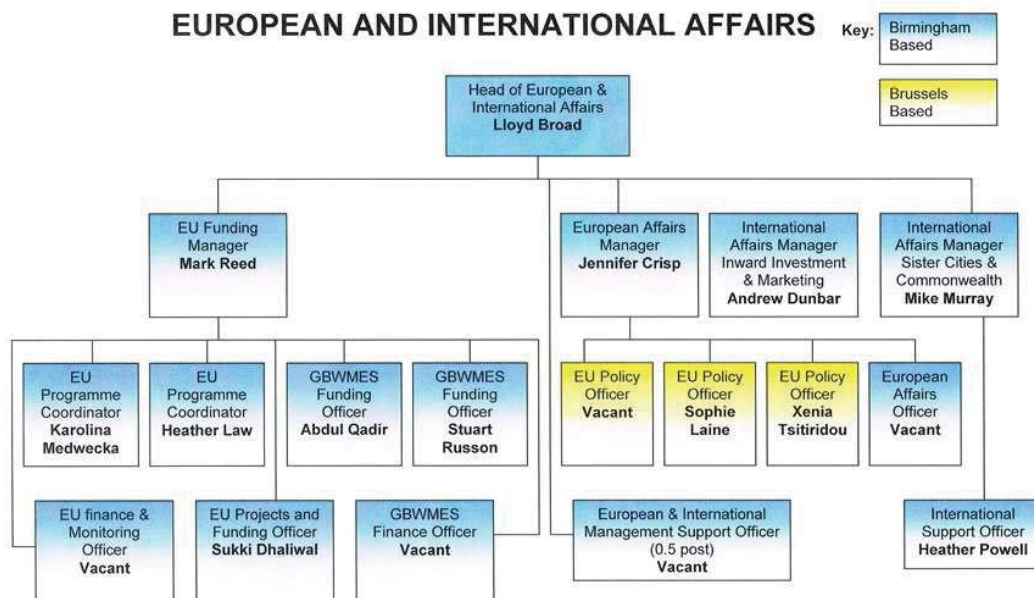 EUROPEAN AND INTERNATIONAL AFFAIRS
Key:
Birmingham
Based
Brussels
Based
Head of European &
International Affairs
Lloyd Broad
EU Funding
Manager
Mark Reed
European Affairs
Manager
Jennifer Crisp
International
Affairs Manager
Inward Investment
& Marketing
Andrew Dunbar
International
Affairs Manager
Sister Cities &
Commonwealth
Mike Murray
EU
Programme
Coordinator
Karolina
Medwecka
EU
Programme
Coordinator
Heather Law
GBWMES
Funding
Officer
Abdul Qadir
GBWMES
Funding
Officer
Stuart
Russon
EU Policy
Officer
Vacant
EU Policy
Officer
Sophie
Laine
EU Policy
Officer
Xenia
Tsitiridou
European
Affairs
Officer
Vacant
EU finance &
Monitoring
Officer
Vacant
EU Projects and
Funding Officer
Sukki Dhaliwal
GBWMES
Finance Officer
Vacant
European & International
Management Support Officer
(0.5 post)
Vacant
International
Support Officer
Heather Powell